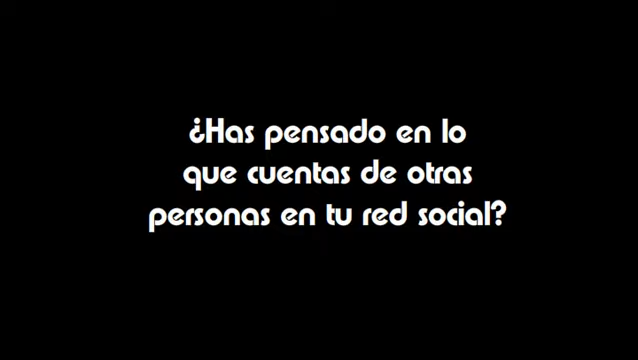 ¿Has pensado en lo
que cuentas de otras
personas en tu red social?